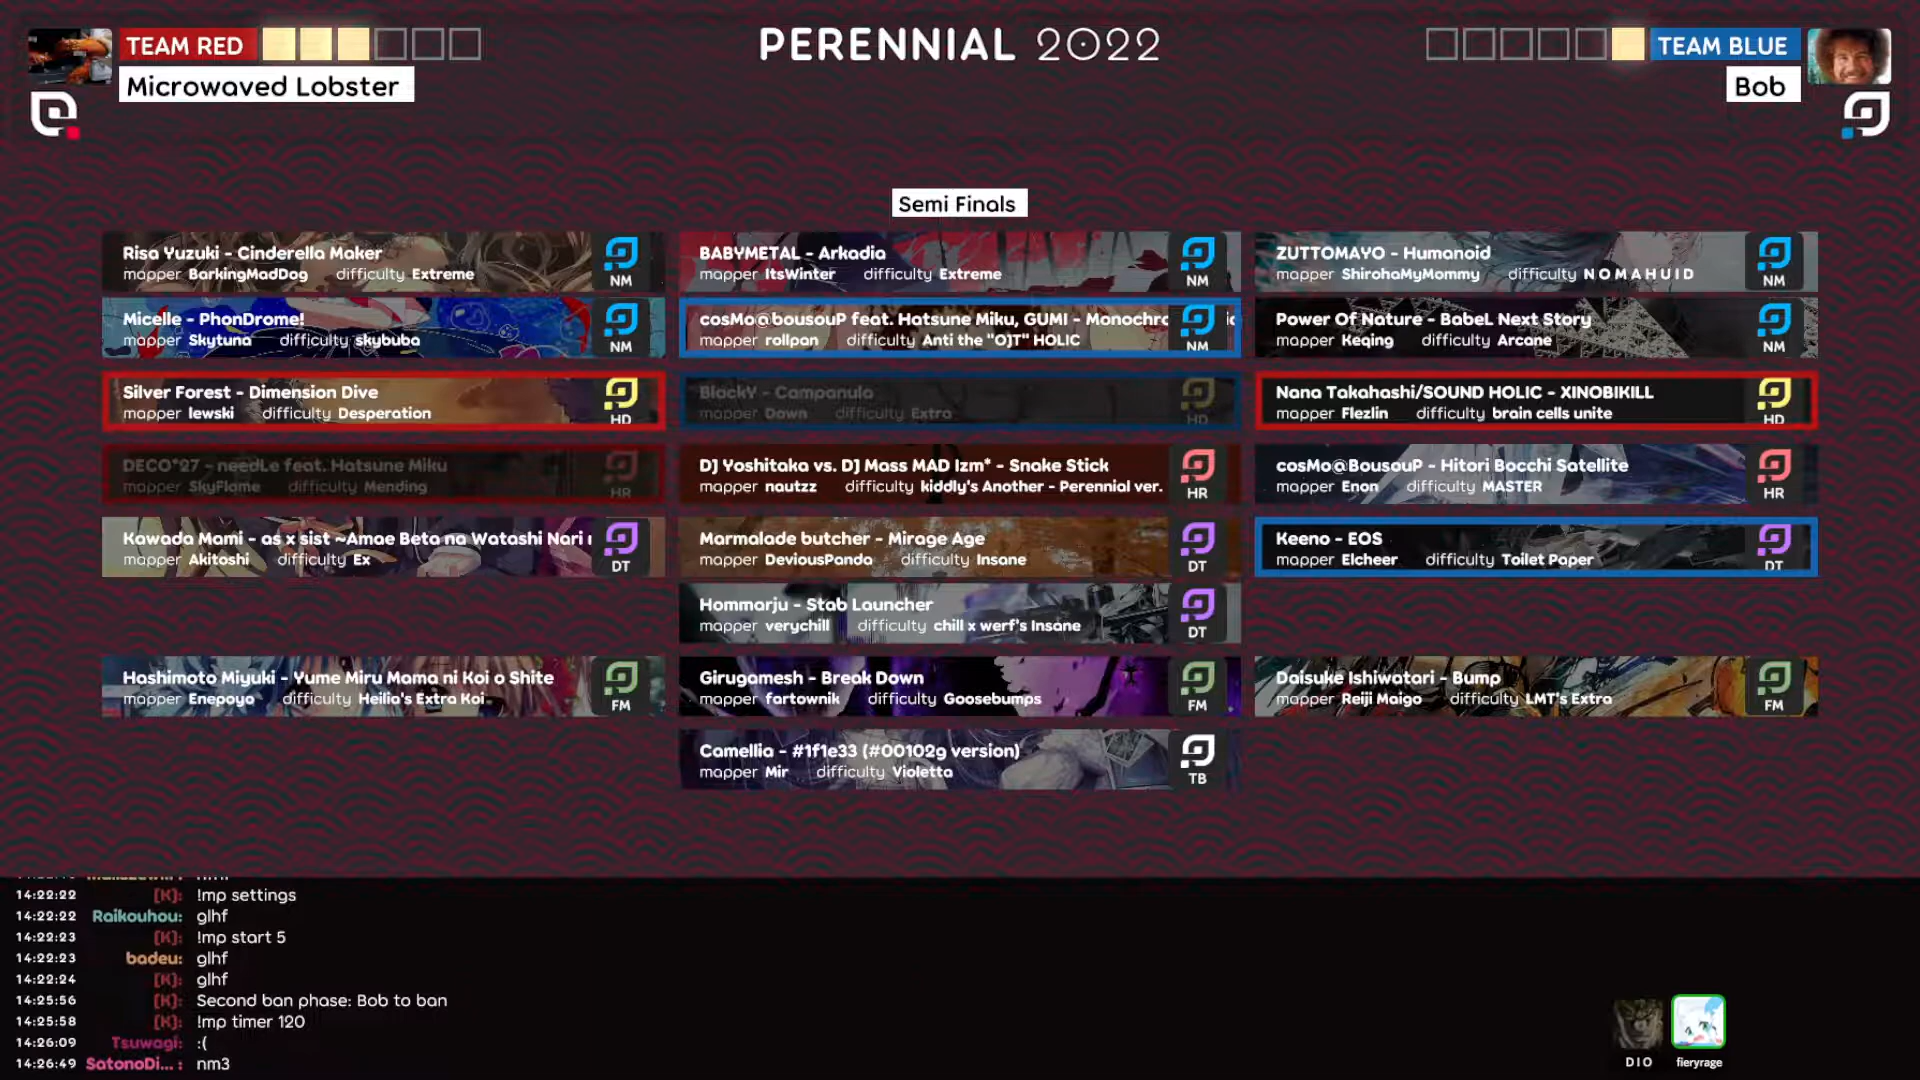 TEAM RED
PERENNIAL 2022
TEAM BLUE
Microwaved Lobster
Bob
Semi Finals
Risa Yuzuki - Cinderella Maker
mapper BarkingMadDog difficulty Extreme
NM
BABYMETAL - Arkadia
mapper ItsWinter difficulty Extreme
NM
ZUTTOMAYO - Humanoid
mapper ShirohaMyMommy difficulty N O M A H U I D
NM
Micelle - PhonDrome!
mapper Skytuna difficulty skybuba
NM
cosMo@bousouP feat. Hatsune Miku, GUMI - Monochro
mapper rollpan difficulty Anti the "OJT" HOLIC
NM
Power Of Nature - BabeL Next Story
mapper Keqing difficulty Arcane
NM
Silver Forest - Dimension Dive
mapper lewski difficulty Desperation
HD
BlackY - Campanula
mapper Dawn difficulty Extra
HD
Nana Takahashi/SOUND HOLIC - XINOBIKILL
mapper Flezlin difficulty brain cells unite
HD
DECO*27 - needLe feat. Hatsune Miku
mapper SkyFlame difficulty Mending
HR
DJ Yoshitaka vs. DJ Mass MAD Izm* - Snake Stick
mapper nautzz difficulty kiddly's Another - Perennial ver.
HR
cosMo@BousouP - Hitori Bocchi Satellite
mapper Enon difficulty MASTER
HR
Kawada Mami - as x sist ~Amae Beta na Watashi Nari
mapper Akitoshi difficulty Ex
DT
Marmalade butcher - Mirage Age
mapper DeviousPanda difficulty Insane
DT
Keeno - EOS
mapper Elcheer difficulty Toilet Paper
DT
Hommarju - Stab Launcher
mapper verychill difficulty chill x werf's Insane
DT
Hashimoto Miyuki - Yume Miru Mama ni Koi o Shite
mapper Enepoyo difficulty Heilia's Extra Koi
FM
Girugamesh - Break Down
mapper fartownik difficulty Goosebumps
FM
Daisuke Ishiwatari - Bump
mapper Reiji Maigo difficulty LMT's Extra
FM
Camellia - #1f1e33 (#00102g version)
mapper Mir difficulty Violetta
TB
14:22:22 [K]: !mp settings
14:22:22 Raikouhou: glhf
14:22:23 [K]: !mp start 5
14:22:23 badeu: glhf
14:22:24 [K]: glhf
14:25:56 [K]: Second ban phase: Bob to ban
14:25:58 [K]: !mp timer 120
14:26:09 Tsuwagi: :(
14:26:49 SatonoDi... : nm3
DIO
fieryrage